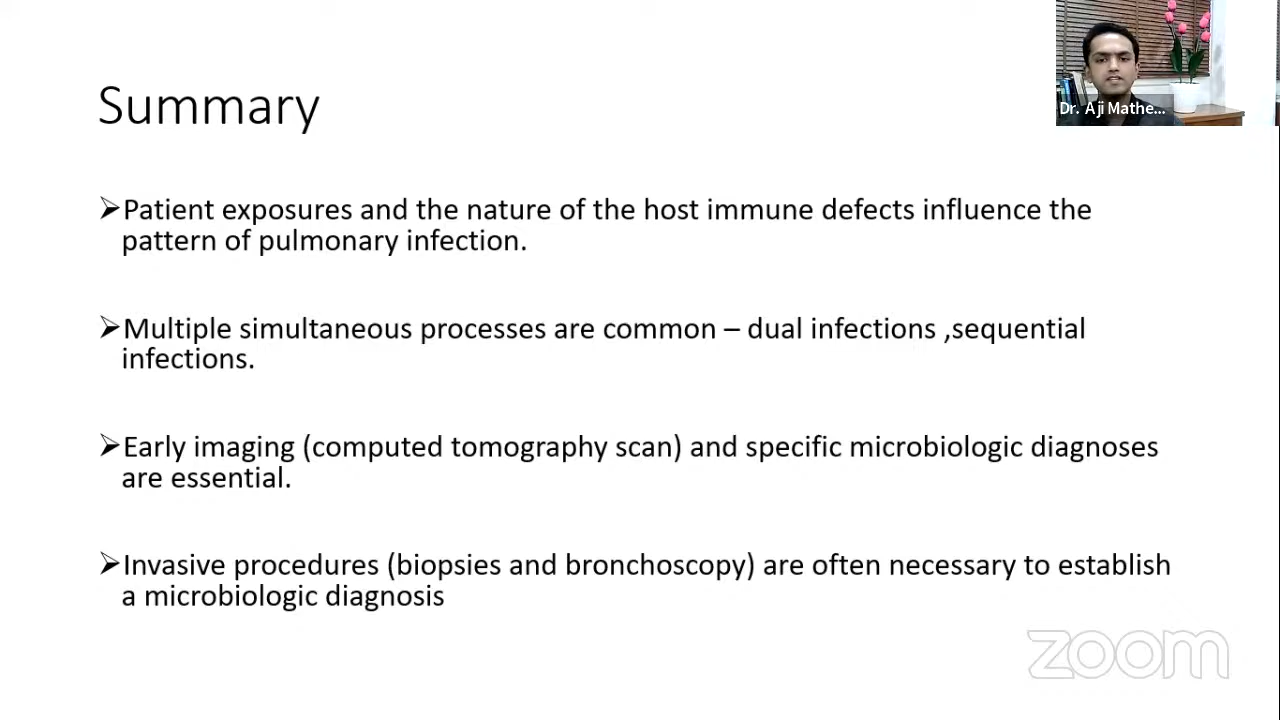 Summary
Dr. Aji Mathe...
➢Patient exposures and the nature of the host immune defects influence the
pattern of pulmonary infection.
➢Multiple simultaneous processes are common – dual infections ,sequential
infections.
➢Early imaging (computed tomography scan) and specific microbiologic diagnoses
are essential.
➢Invasive procedures (biopsies and bronchoscopy) are often necessary to establish
a microbiologic diagnosis
zoom